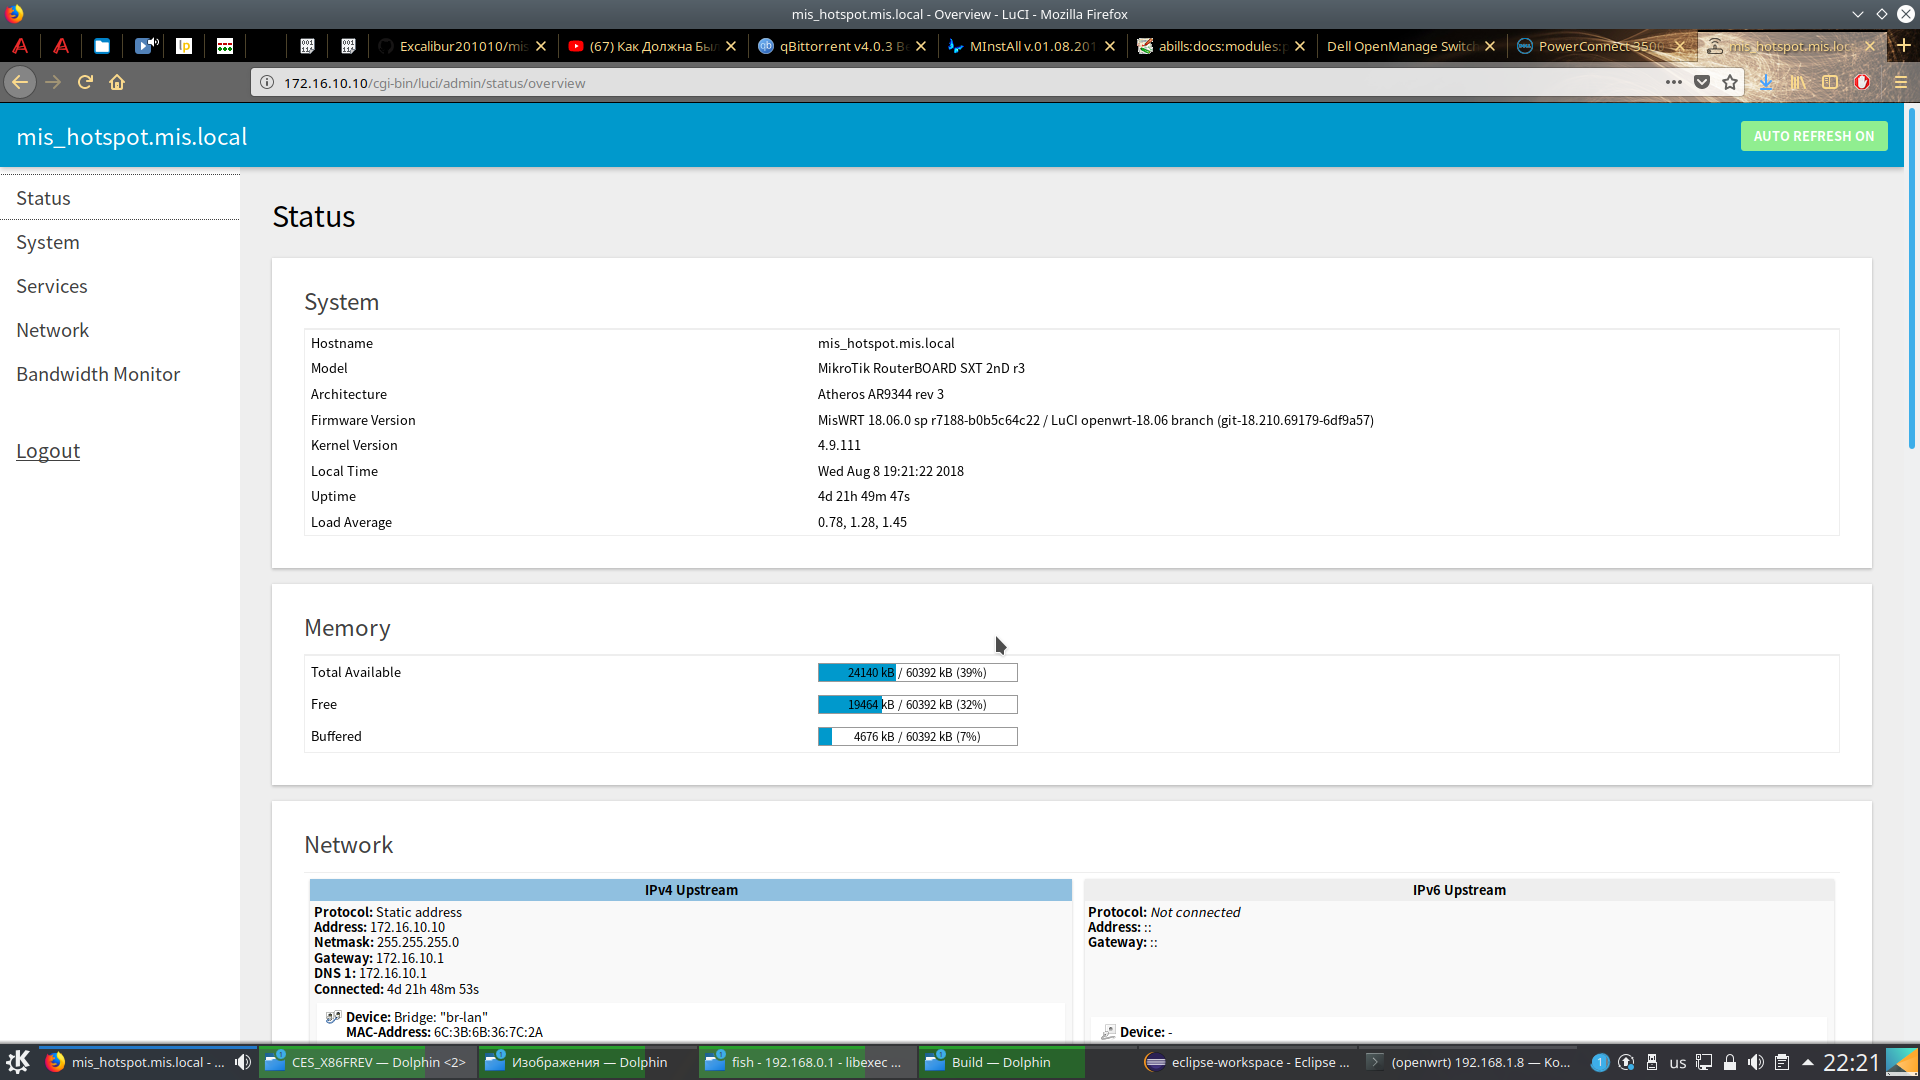 mis_hotspot.mis.local - Overview - LuCI - Mozilla Firefox
Excalibur201010/mis
(67) Как Должна Бы
qBittorrent v4.0.3 B
MInstAll v.01.08.201
abills:docs:modules:
Dell OpenManage Switc
PowerConnect 3500
mis_hotspot.mis.loc
172.16.10.10/cgi-bin/luci/admin/status/overview
mis_hotspot.mis.local
AUTO REFRESH ON
Status
System
Services
Network
Bandwidth Monitor
Logout
Status
System
Hostname mis_hotspot.mis.local
Model MikroTik RouterBOARD SXT 2nD r3
Architecture Atheros AR9344 rev 3
Firmware Version MisWRT 18.06.0 sp r7188-b0b5c64c22 / LuCI openwrt-18.06 branch (git-18.210.69179-6df9a57)
Kernel Version 4.9.111
Local Time Wed Aug 8 19:21:22 2018
Uptime 4d 21h 49m 47s
Load Average 0.78, 1.28, 1.45
Memory
Total Available 24140 kB / 60392 kB (39%)
Free 19464 kB / 60392 kB (32%)
Buffered 4676 kB / 60392 kB (7%)
Network
IPv4 Upstream
Protocol: Static address
Address: 172.16.10.10
Netmask: 255.255.255.0
Gateway: 172.16.10.1
DNS 1: 172.16.10.1
Connected: 4d 21h 48m 53s
Device: Bridge: "br-lan"
MAC-Address: 6C:3B:6B:36:7C:2A
IPv6 Upstream
Protocol: Not connected
Address: ::
Gateway: ::
Device: -
mis_hotspot.mis.local - ...
CES_X86FREV — Dolphin <2>
Изображения — Dolphin
fish - 192.168.0.1 - libexec ...
Build — Dolphin
eclipse-workspace - Eclipse ...
(openwrt) 192.168.1.8 — Ko...
1
us
22:21